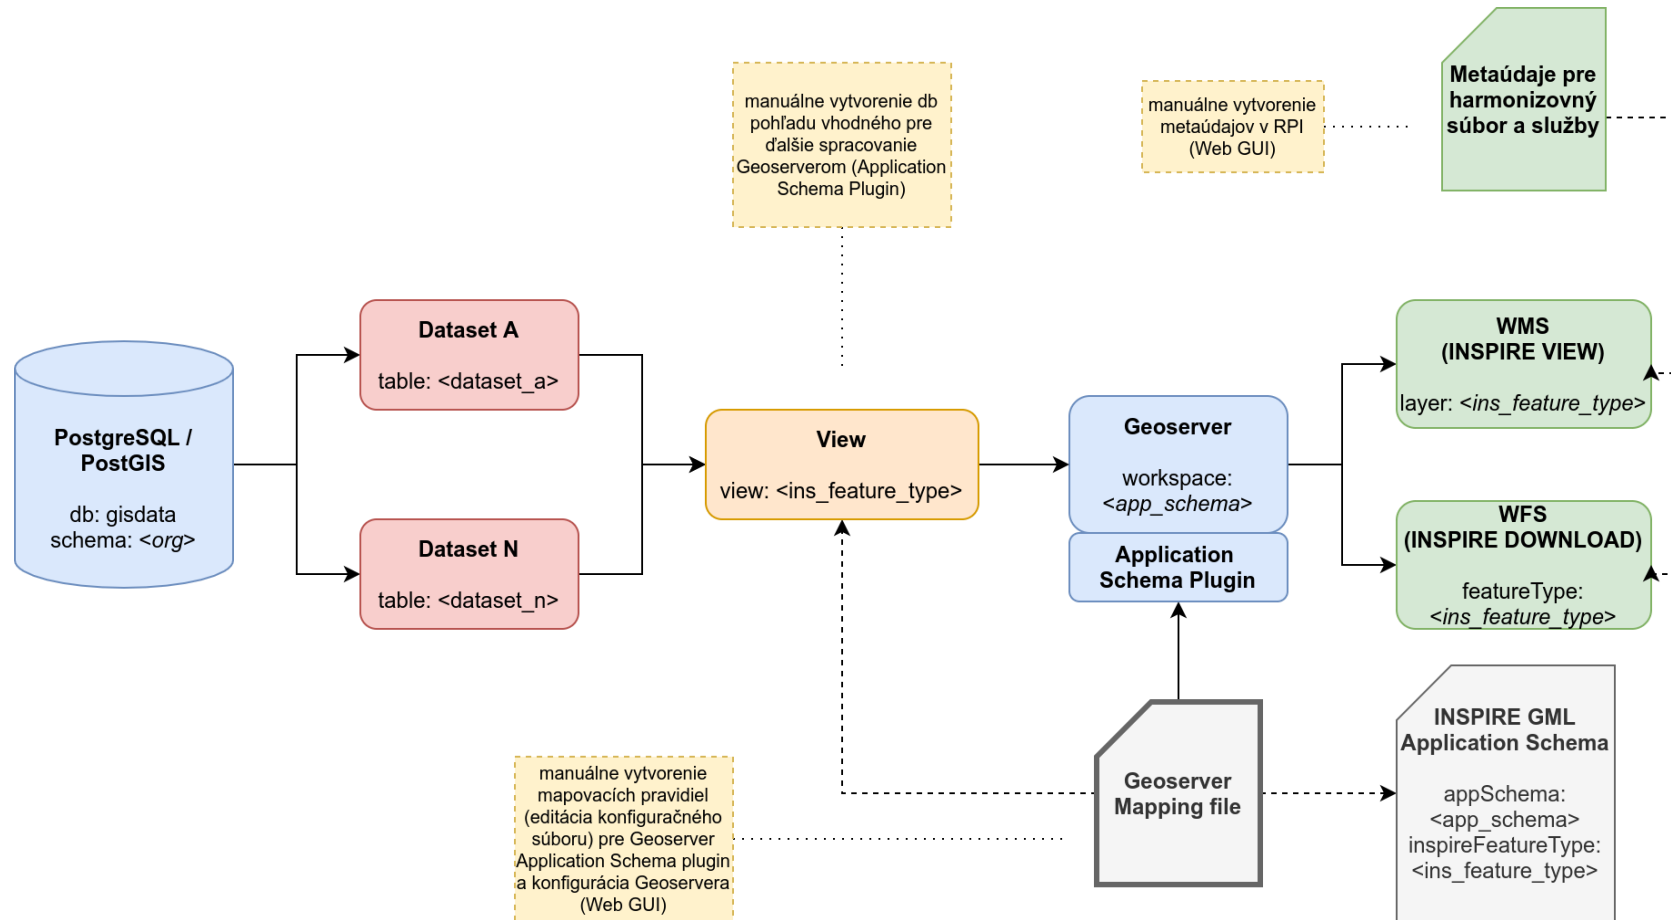 manuálne vytvorenie db
pohľadu vhodného pre
ďalšie spracovanie
Geoserverom (Application
Schema Plugin)
manuálne vytvorenie
metaúdajov v RPI
(Web GUI)
Metaúdaje pre
harmonizovný
súbor a služby
PostgreSQL /
PostGIS
db: gisdata
schema: <org>
Dataset A
table: <dataset_a>
Dataset N
table: <dataset_n>
View
view: <ins_feature_type>
Geoserver
workspace:
<app_schema>
Application
Schema Plugin
WMS
(INSPIRE VIEW)
layer: <ins_feature_type>
WFS
(INSPIRE DOWNLOAD)
featureType:
<ins_feature_type>
manuálne vytvorenie
mapovacích pravidiel
(editácia konfiguračného
súboru) pre Geoserver
Application Schema plugin
a konfigurácia Geoservera
(Web GUI)
Geoserver
Mapping file
INSPIRE GML
Application Schema
appSchema:
<app_schema>
inspireFeatureType:
<ins_feature_type>